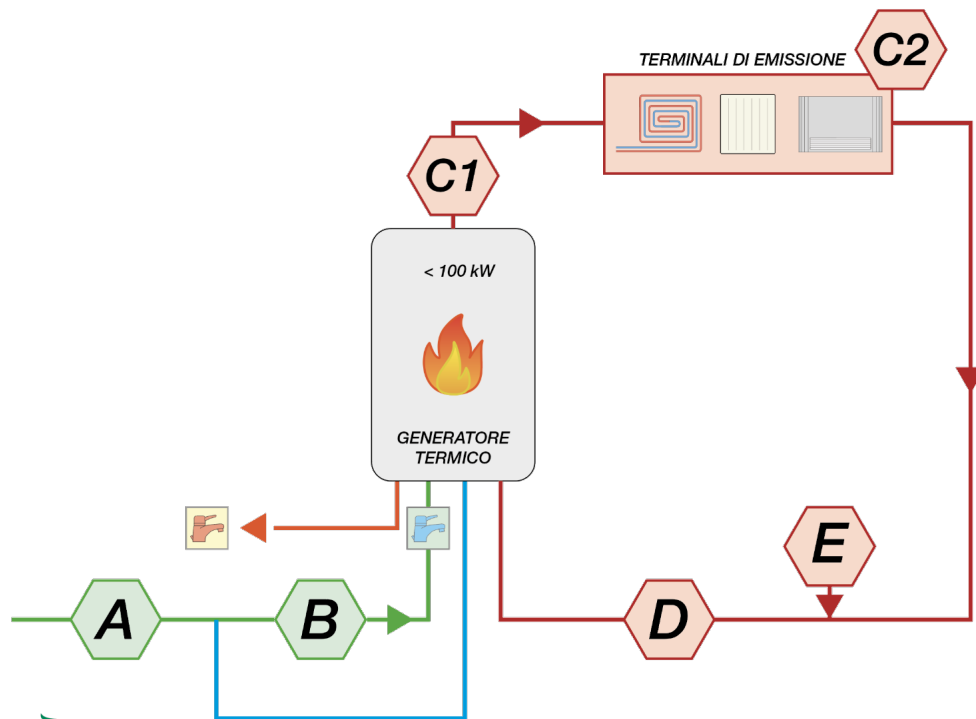 TERMINALI DI EMISSIONE
C2
C1
< 100 kW
GENERATORE
TERMICO
E
A
B
D